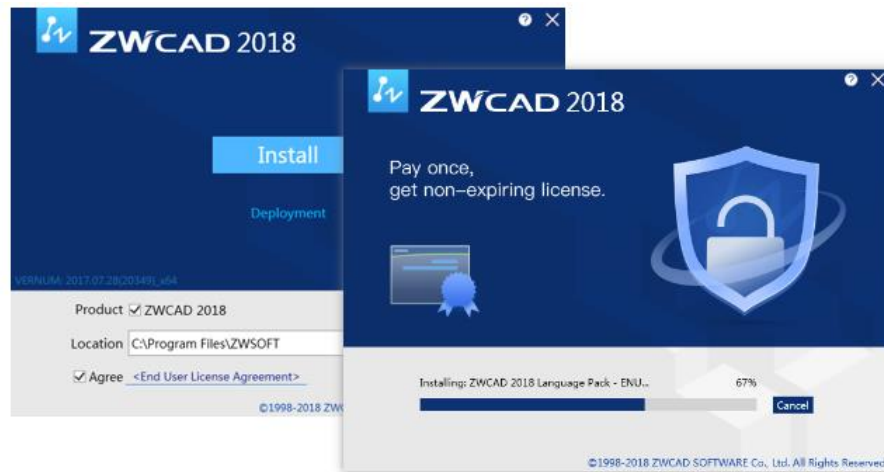 ZWCAD 2018
Install
Deployment
VERNUM: 2017.07.28(20349)_x64
Product ZWCAD 2018
Location C:\Program Files\ZWSOFT
Agree <End User License Agreement>
©1998-2018 ZW
ZWCAD 2018
Pay once,
get non-expiring license.
Installing: ZWCAD 2018 Language Pack - ENU...
67%
Cancel
©1998-2018 ZWCAD SOFTWARE Co., Ltd. All Rights Reserved